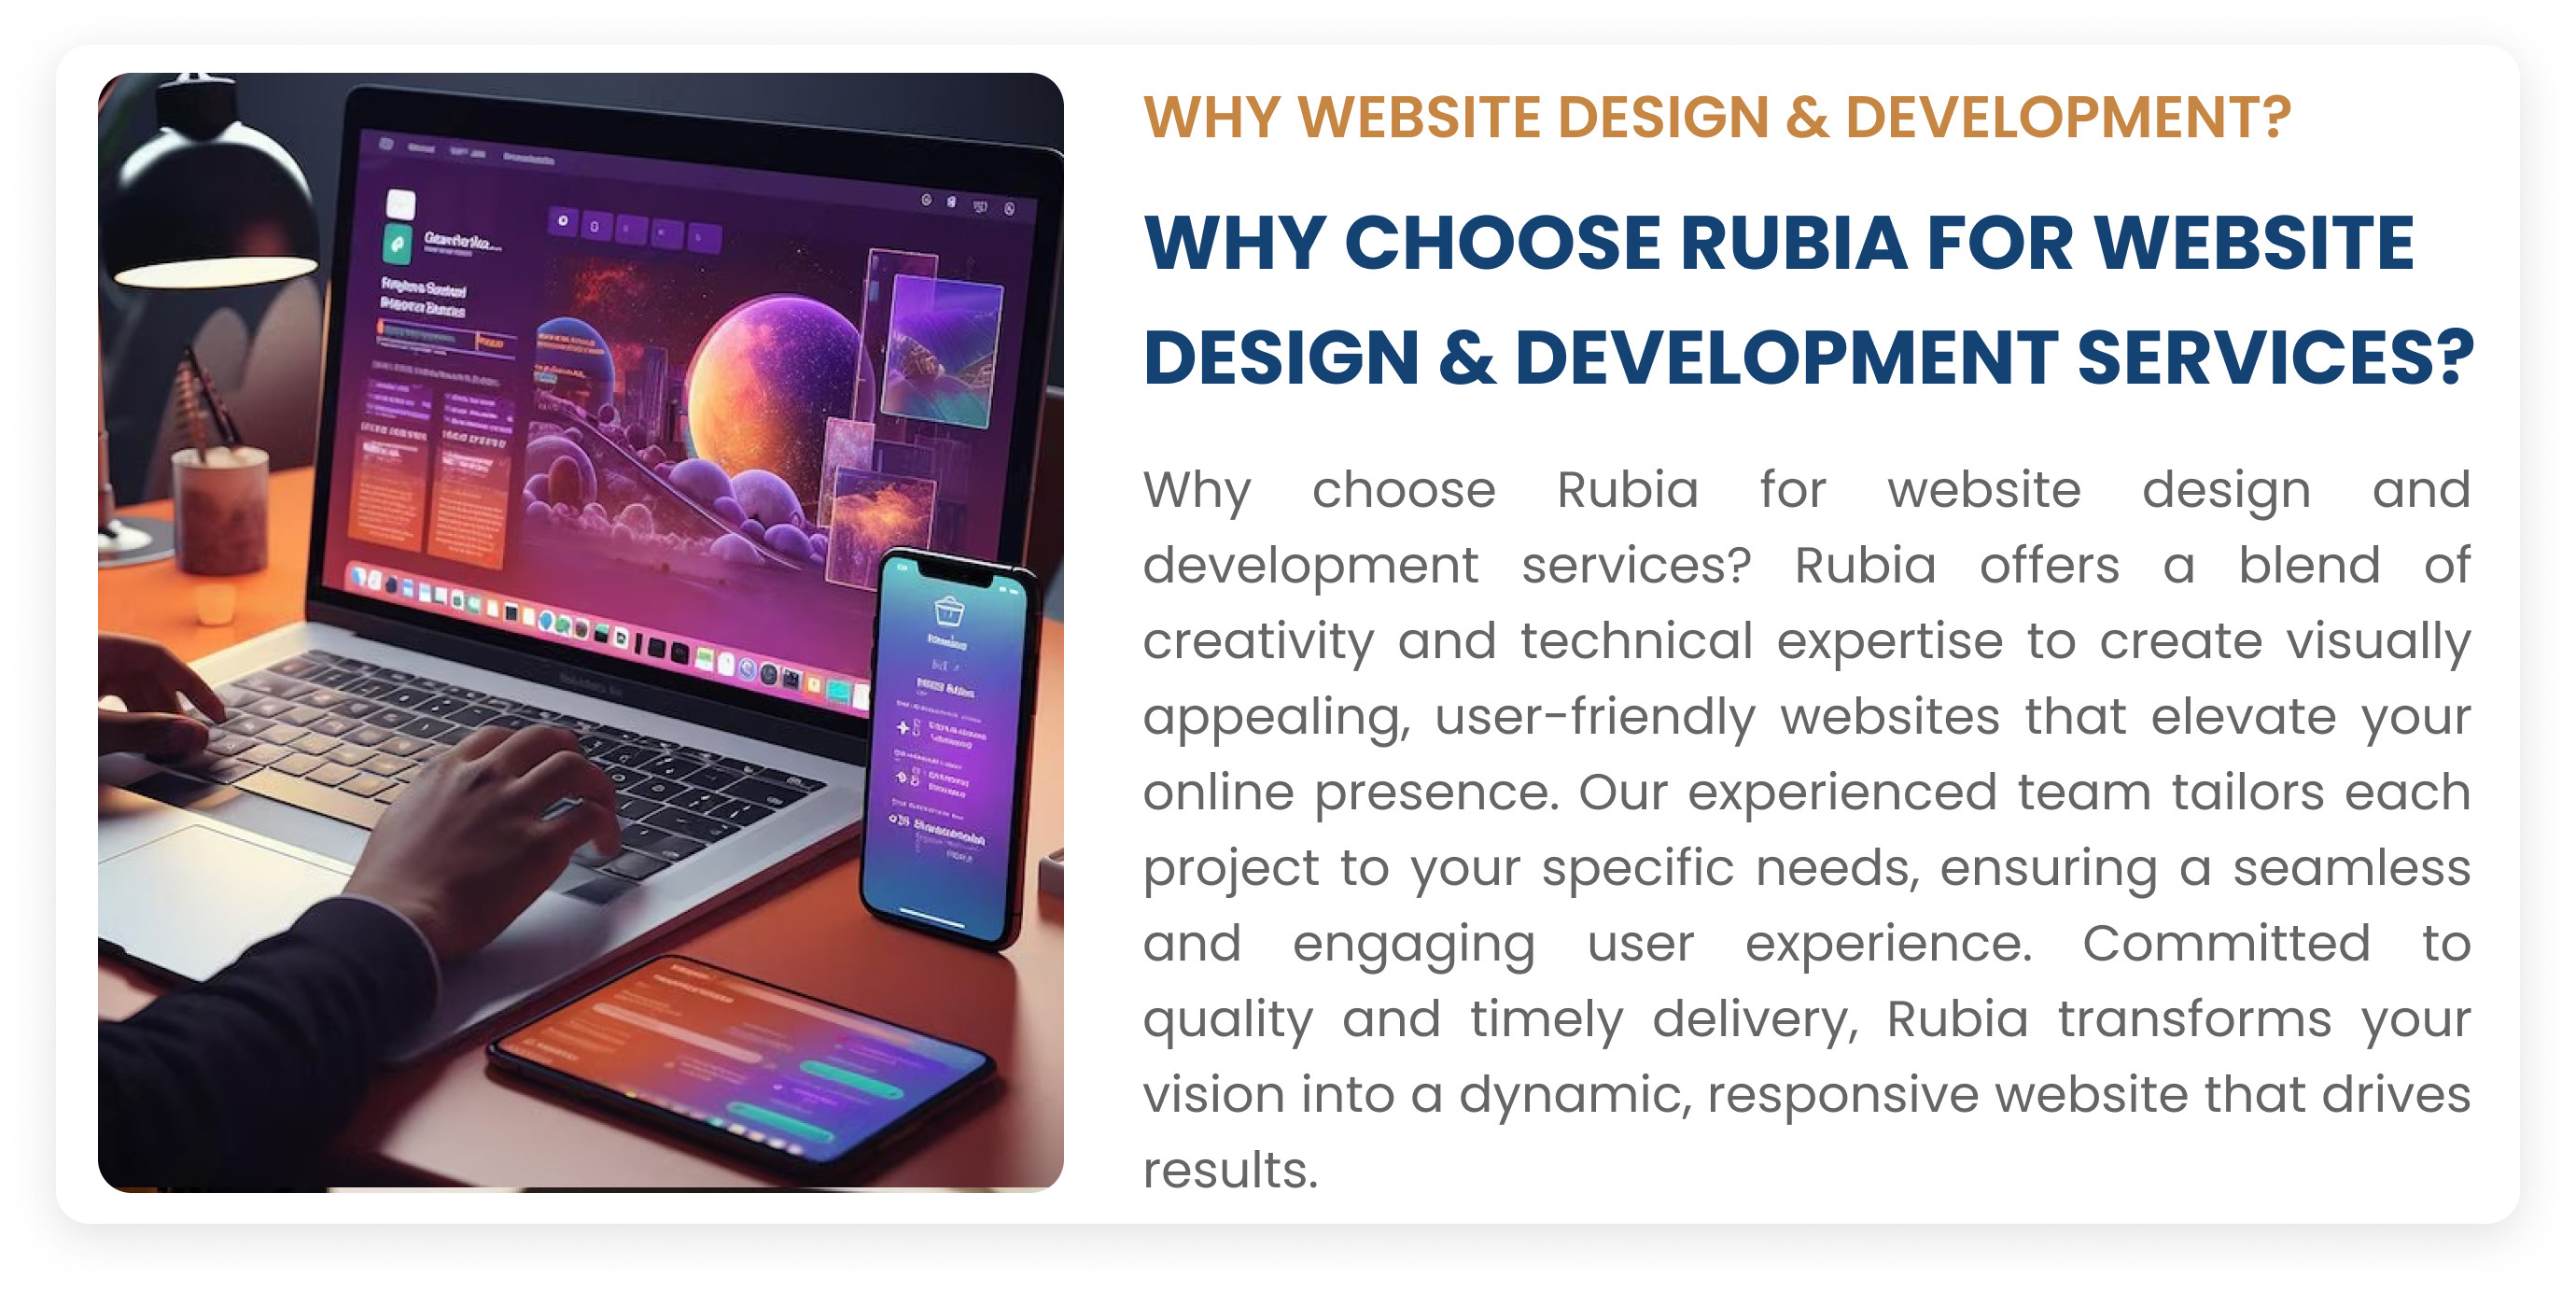 WHY WEBSITE DESIGN & DEVELOPMENT?
WHY CHOOSE RUBIA FOR WEBSITE
DESIGN & DEVELOPMENT SERVICES?
Why choose Rubia for website design and
development services? Rubia offers a blend of
creativity and technical expertise to create visually
appealing, user-friendly websites that elevate your
online presence. Our experienced team tailors each
project to your specific needs, ensuring a seamless
and engaging user experience. Committed to
quality and timely delivery, Rubia transforms your
vision into a dynamic, responsive website that drives
results.